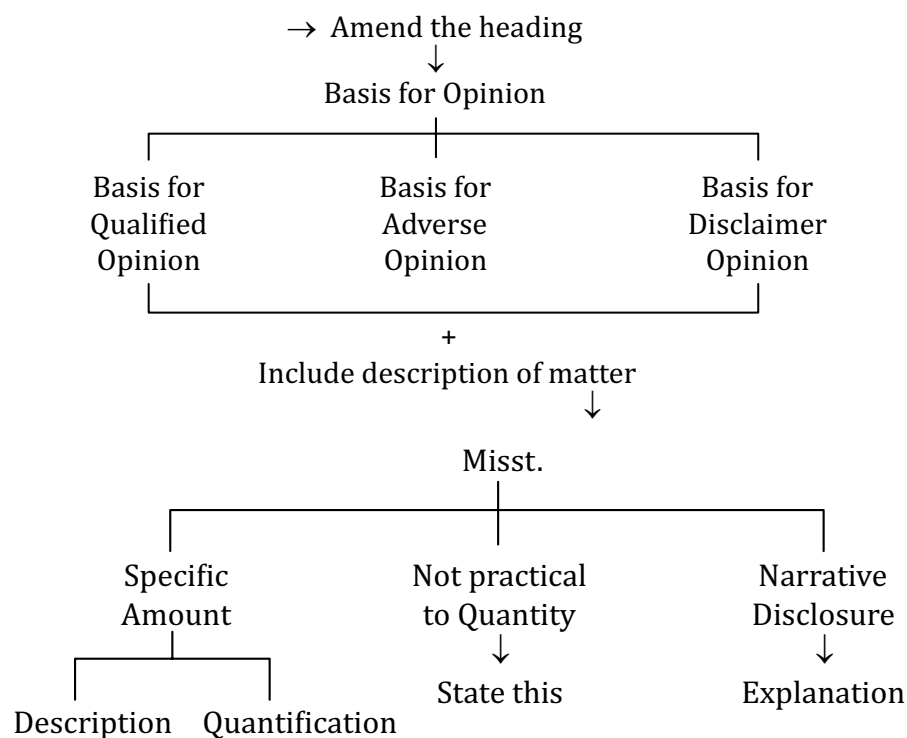 → Amend the heading
↓
Basis for Opinion
Basis for
Qualified
Opinion
Basis for
Adverse
Opinion
Basis for
Disclaimer
Opinion
+
Include description of matter
↓
Misst.
Specific
Amount
Not practical
to Quantity
↓
State this
Narrative
Disclosure
↓
Explanation
Description
Quantification